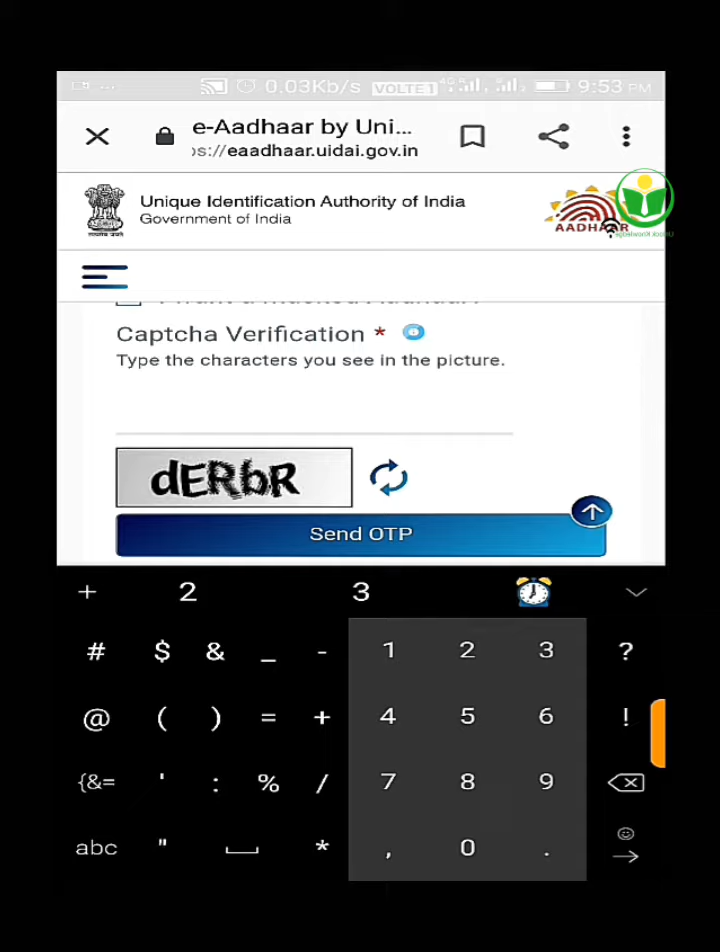 0.03Kb/s VOLTE1 4G 9:53 PM
e-Aadhaar by Uni...
s://eaadhaar.uidai.gov.in
Unique Identification Authority of India
Government of India
AADHAAR
Captcha Verification *
Type the characters you see in the picture.
dERbR
Send OTP
+ 2 3
# $ & _ - 1 2 3 ?
@ ( ) = + 4 5 6 !
{&= ' : % / 7 8 9
abc " * , 0 .